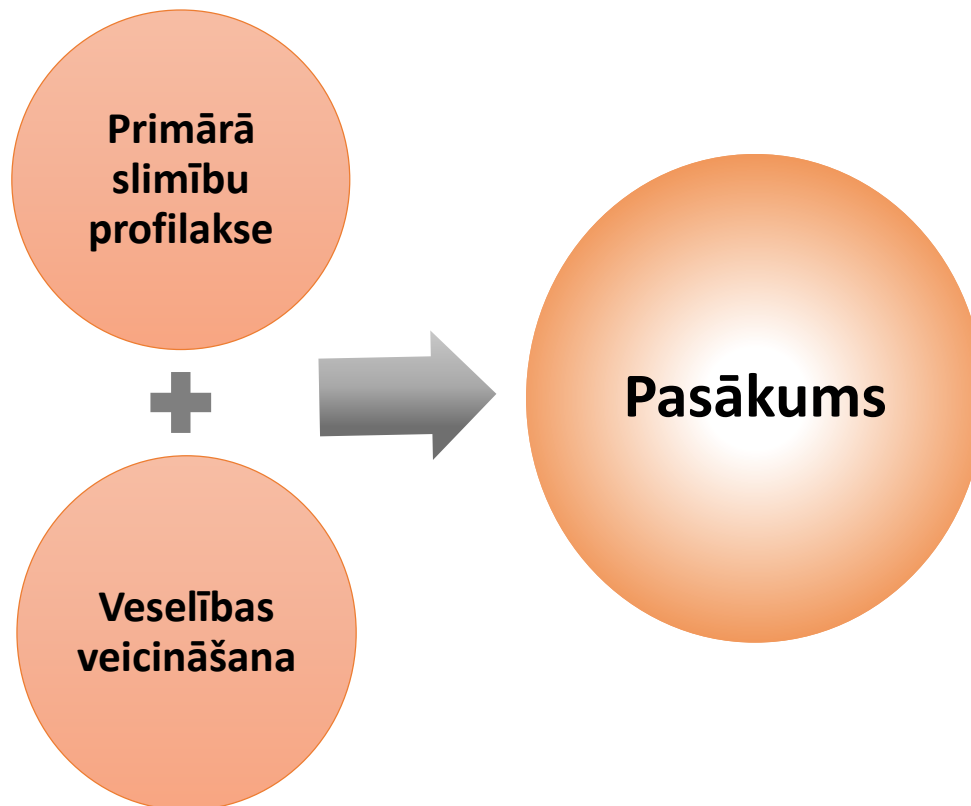 Primārā
slimību
profilakse
Veselības
veicināšana
Pasākums